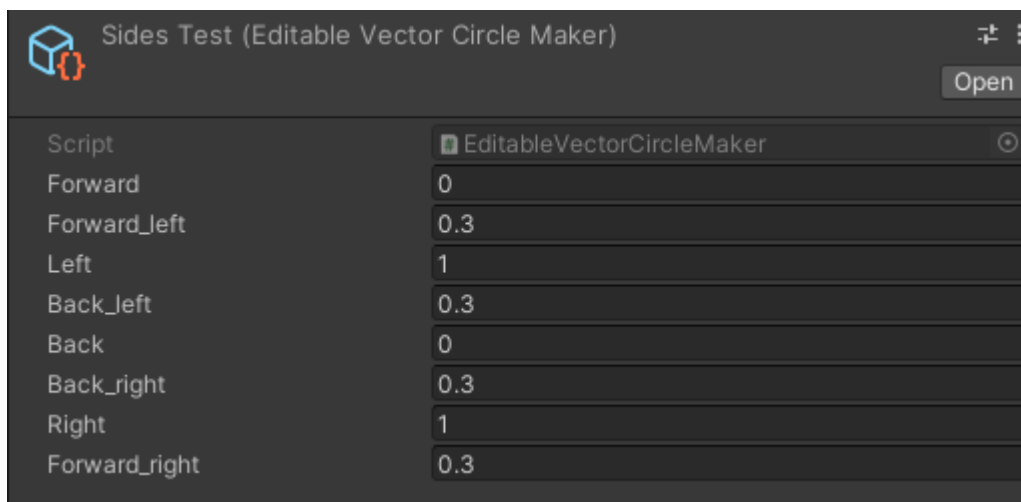 Sides Test (Editable Vector Circle Maker)
Open
Script EditableVectorCircleMaker
Forward 0
Forward_left 0.3
Left 1
Back_left 0.3
Back 0
Back_right 0.3
Right 1
Forward_right 0.3